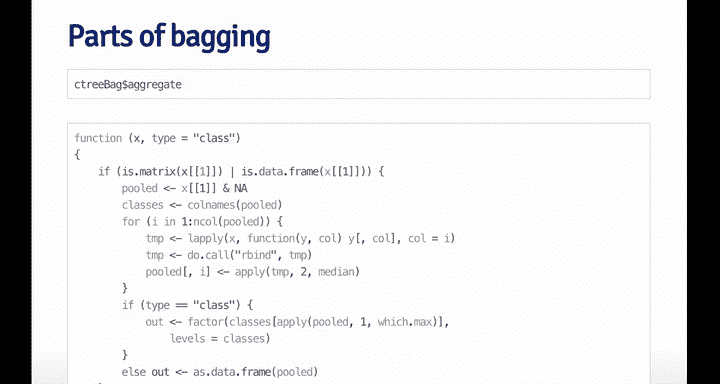 Parts of bagging
ctreeBag$aggregate
function (x, type = "class")
{
    if (is.matrix(x[[1]]) | is.data.frame(x[[1]])) {
        pooled <- x[[1]] & NA
        classes <- colnames(pooled)
        for (i in 1:ncol(pooled)) {
            tmp <- lapply(x, function(y, col) y[, col], col = i)
            tmp <- do.call("rbind", tmp)
            pooled[, i] <- apply(tmp, 2, median)
        }
        if (type == "class") {
            out <- factor(classes[apply(pooled, 1, which.max)],
                levels = classes)
        }
        else out <- as.data.frame(pooled)